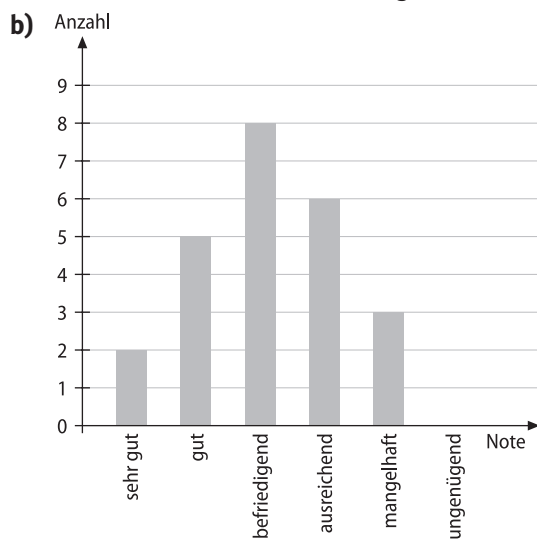 b) Anzahl
9
8
7
6
5
4
3
2
1
0
sehr gut
gut
befriedigend
ausreichend
mangelhaft
ungenügend
Note